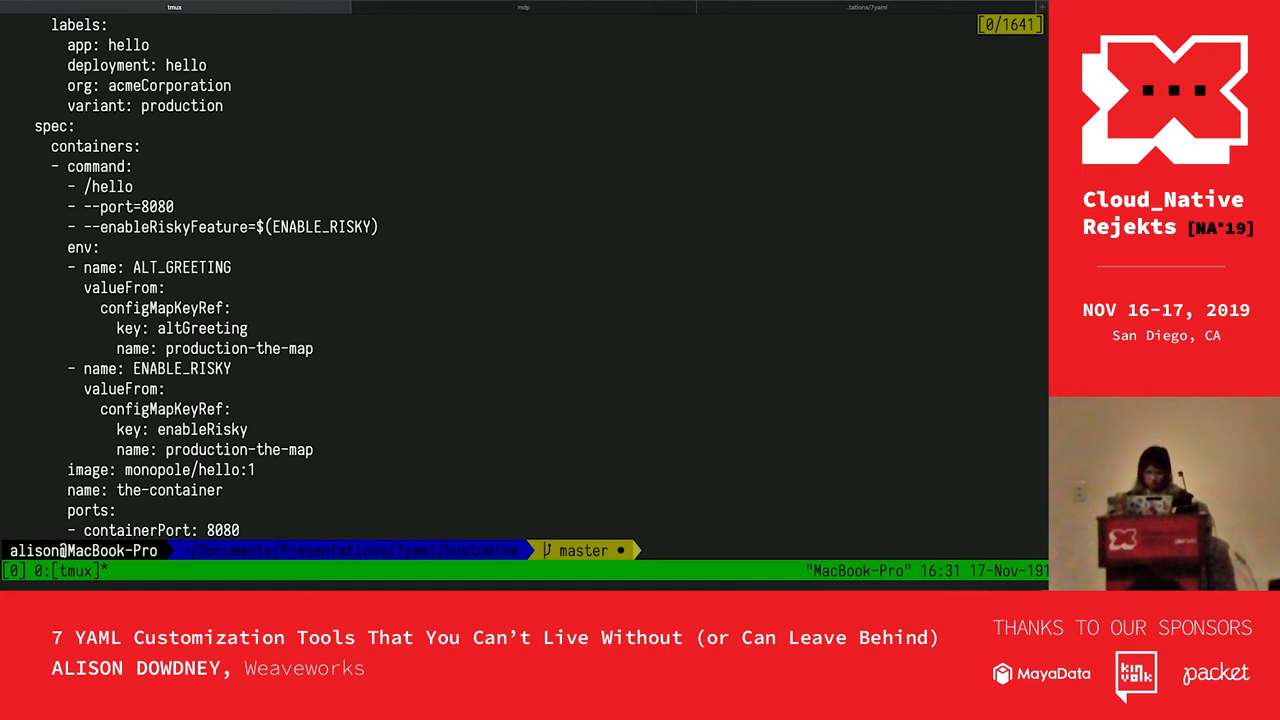 tmux
mdp
..tations/7yaml
+
labels:
[0/1641]
app: hello
deployment: hello
org: acmeCorporation
variant: production
spec:
containers:
- command:
- /hello
- --port=8080
- --enableRiskyFeature=$(ENABLE_RISKY)
env:
- name: ALT_GREETING
valueFrom:
configMapKeyRef:
key: altGreeting
name: production-the-map
- name: ENABLE_RISKY
valueFrom:
configMapKeyRef:
key: enableRisky
name: production-the-map
image: monopole/hello:1
name: the-container
ports:
- containerPort: 8080
alison@MacBook-Pro ~/Documents/Presentations/7yaml/kustomize master ●
[0] 0:[tmux]* "MacBook-Pro" 16:31 17-Nov-191
Cloud_Native
Rejekts [NA'19]
NOV 16-17, 2019
San Diego, CA
7 YAML Customization Tools That You Can't Live Without (or Can Leave Behind)
ALISON DOWDNEY, Weaveworks
THANKS TO OUR SPONSORS
MayaData
kin
volk
packet